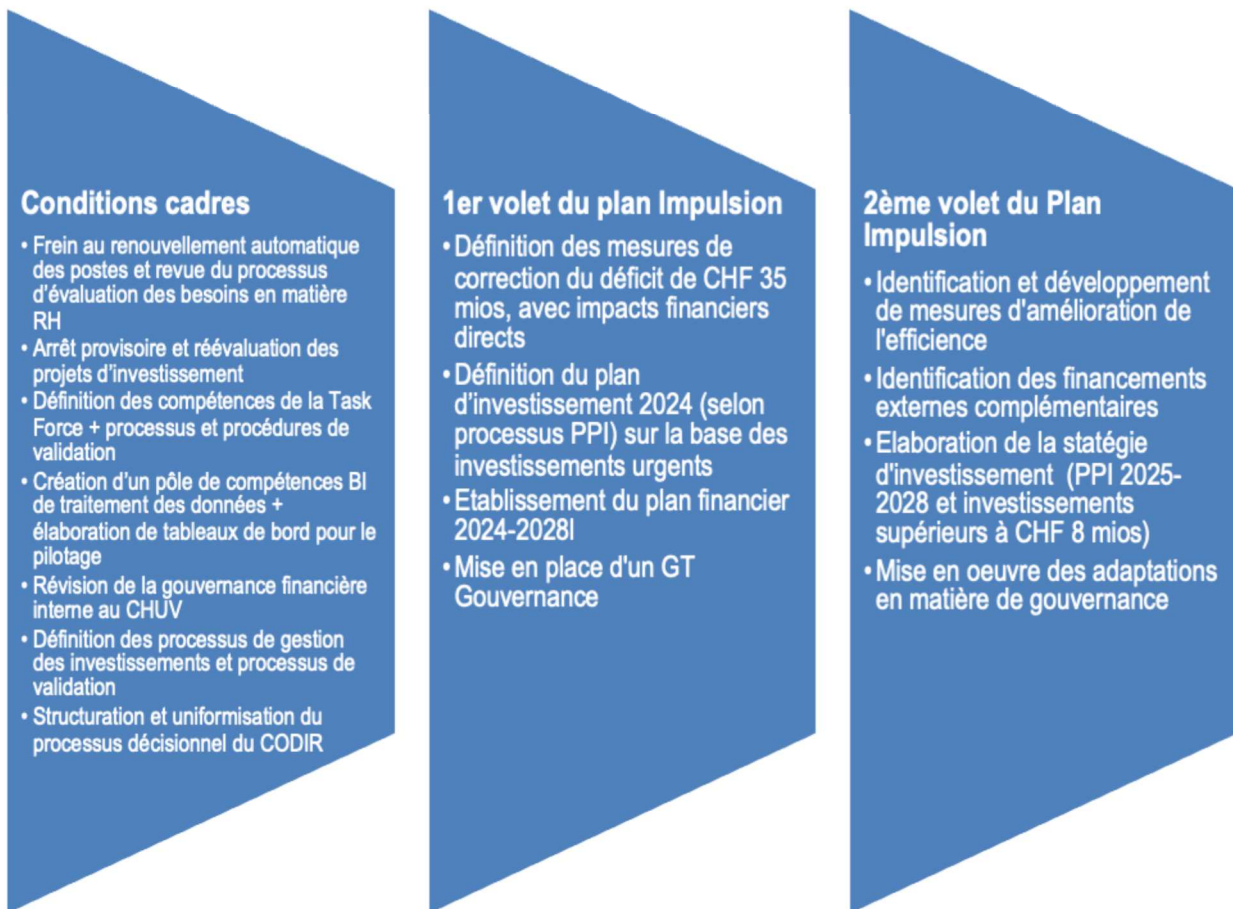 Conditions cadres
• Frein au renouvellement automatique
des postes et revue du processus
d'évaluation des besoins en matière
RH
• Arrêt provisoire et réévaluation des
projets d'investissement
• Définition des compétences de la Task
Force + processus et procédures de
validation
• Création d'un pôle de compétences BI
de traitement des données +
élaboration de tableaux de bord pour le
pilotage
• Révision de la gouvernance financière
interne au CHUV
• Définition des processus de gestion
des investissements et processus de
validation
• Structuration et uniformisation du
processus décisionnel du CODIR
1er volet du plan Impulsion
• Définition des mesures de
correction du déficit de CHF 35
mios, avec impacts financiers
directs
• Définition du plan
d'investissement 2024 (selon
processus PPI) sur la base des
investissements urgents
• Etablissement du plan financier
2024-2028l
• Mise en place d'un GT
Gouvernance
2ème volet du Plan
Impulsion
• Identification et développement
de mesures d'amélioration de
l'efficience
• Identification des financements
externes complémentaires
• Elaboration de la statégie
d'investissement (PPI 2025-
2028 et investissements
supérieurs à CHF 8 mios)
• Mise en oeuvre des adaptations
en matière de gouvernance